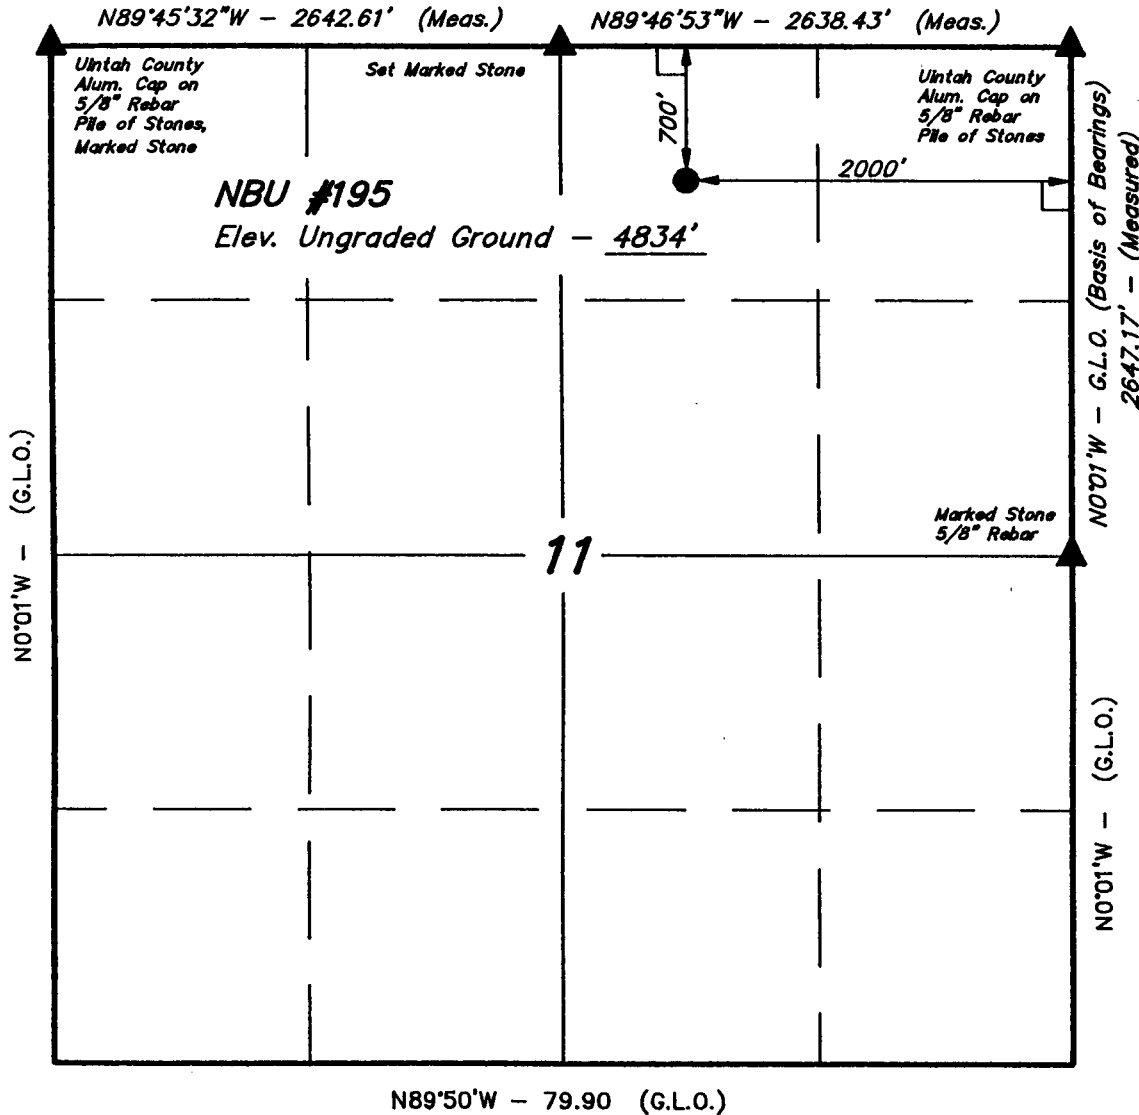 N89°45'32"W - 2642.61' (Meas.)
N89°46'53"W - 2638.43' (Meas.)
Uintah County
Alum. Cap on
5/8" Rebar
Pile of Stones,
Marked Stone
Set Marked Stone
Uintah County
Alum. Cap on
5/8" Rebar
Pile of Stones
700'
2000'
NBU #195
Elev. Ungraded Ground - 4834'
N0°01'W - G.L.O. (Basis of Bearings)
2647.17' - (Measured)
N0°01'W - (G.L.O.)
Marked Stone
5/8" Rebar
11
N0°01'W - (G.L.O.)
N89°50'W - 79.90 (G.L.O.)